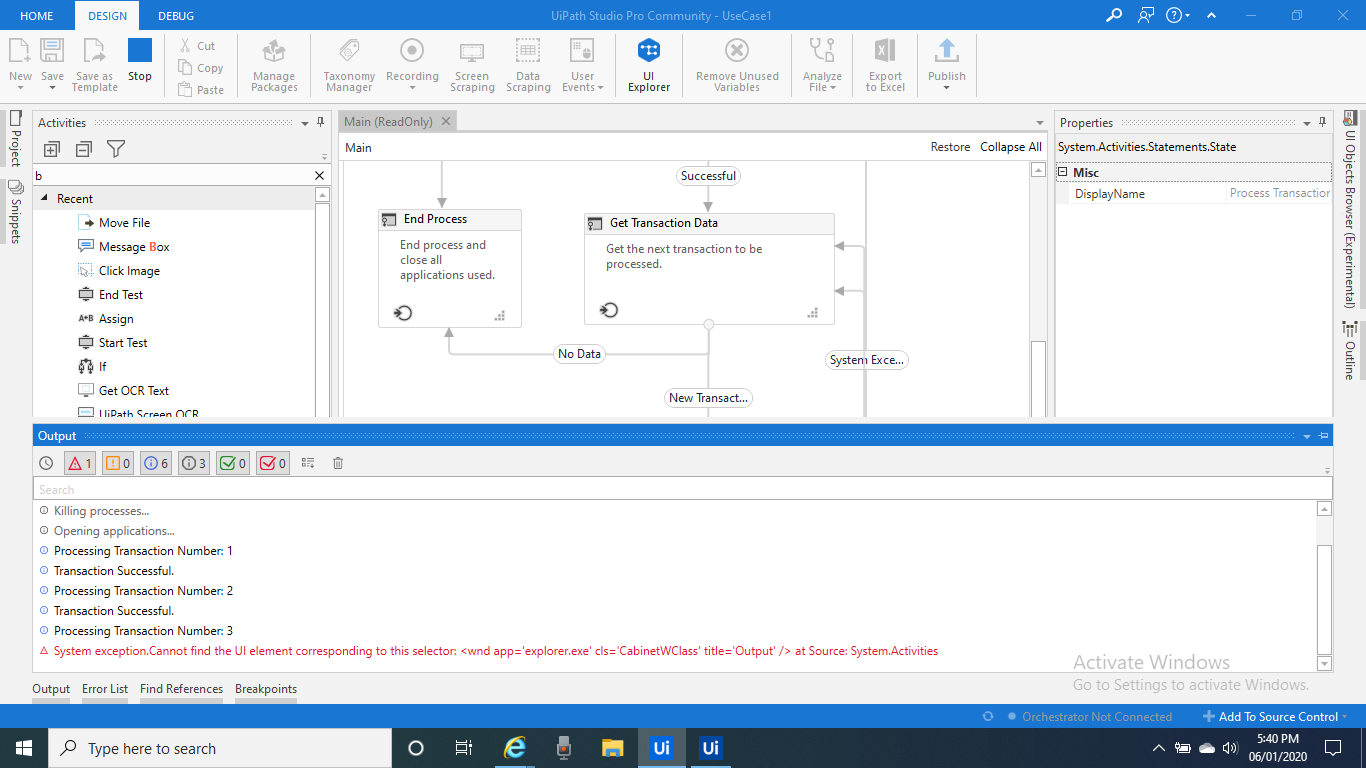 HOME DESIGN DEBUG UiPath Studio Pro Community - UseCase1
New Save Save as Template Stop
Cut
Copy
Paste
Manage Packages Taxonomy Manager Recording Screen Scraping Data Scraping User Events UI Explorer Remove Unused Variables Analyze File Export to Excel Publish
Project
Snippets
Activities
b
Recent
Move File
Message Box
Click Image
End Test
A+B Assign
Start Test
If
Get OCR Text
UiPath Screen OCR
Main (ReadOnly)
Main Restore Collapse All
Successful
End Process
End process and
close all
applications used.
Get Transaction Data
Get the next transaction to be
processed.
No Data
System Exce...
New Transact...
Properties
System.Activities.Statements.State
Misc
DisplayName Process Transaction
UI Objects Browser (Experimental)
Outline
Output
1 0 6 3 0 0
Search
Killing processes...
Opening applications...
Processing Transaction Number: 1
Transaction Successful.
Processing Transaction Number: 2
Transaction Successful.
Processing Transaction Number: 3
System exception.Cannot find the UI element corresponding to this selector: <wnd app='explorer.exe' cls='CabinetWClass' title='Output' /> at Source: System.Activities
Activate Windows
Go to Settings to activate Windows.
Output Error List Find References Breakpoints
Orchestrator Not Connected Add To Source Control
Type here to search
Ui Ui
5:40 PM
06/01/2020